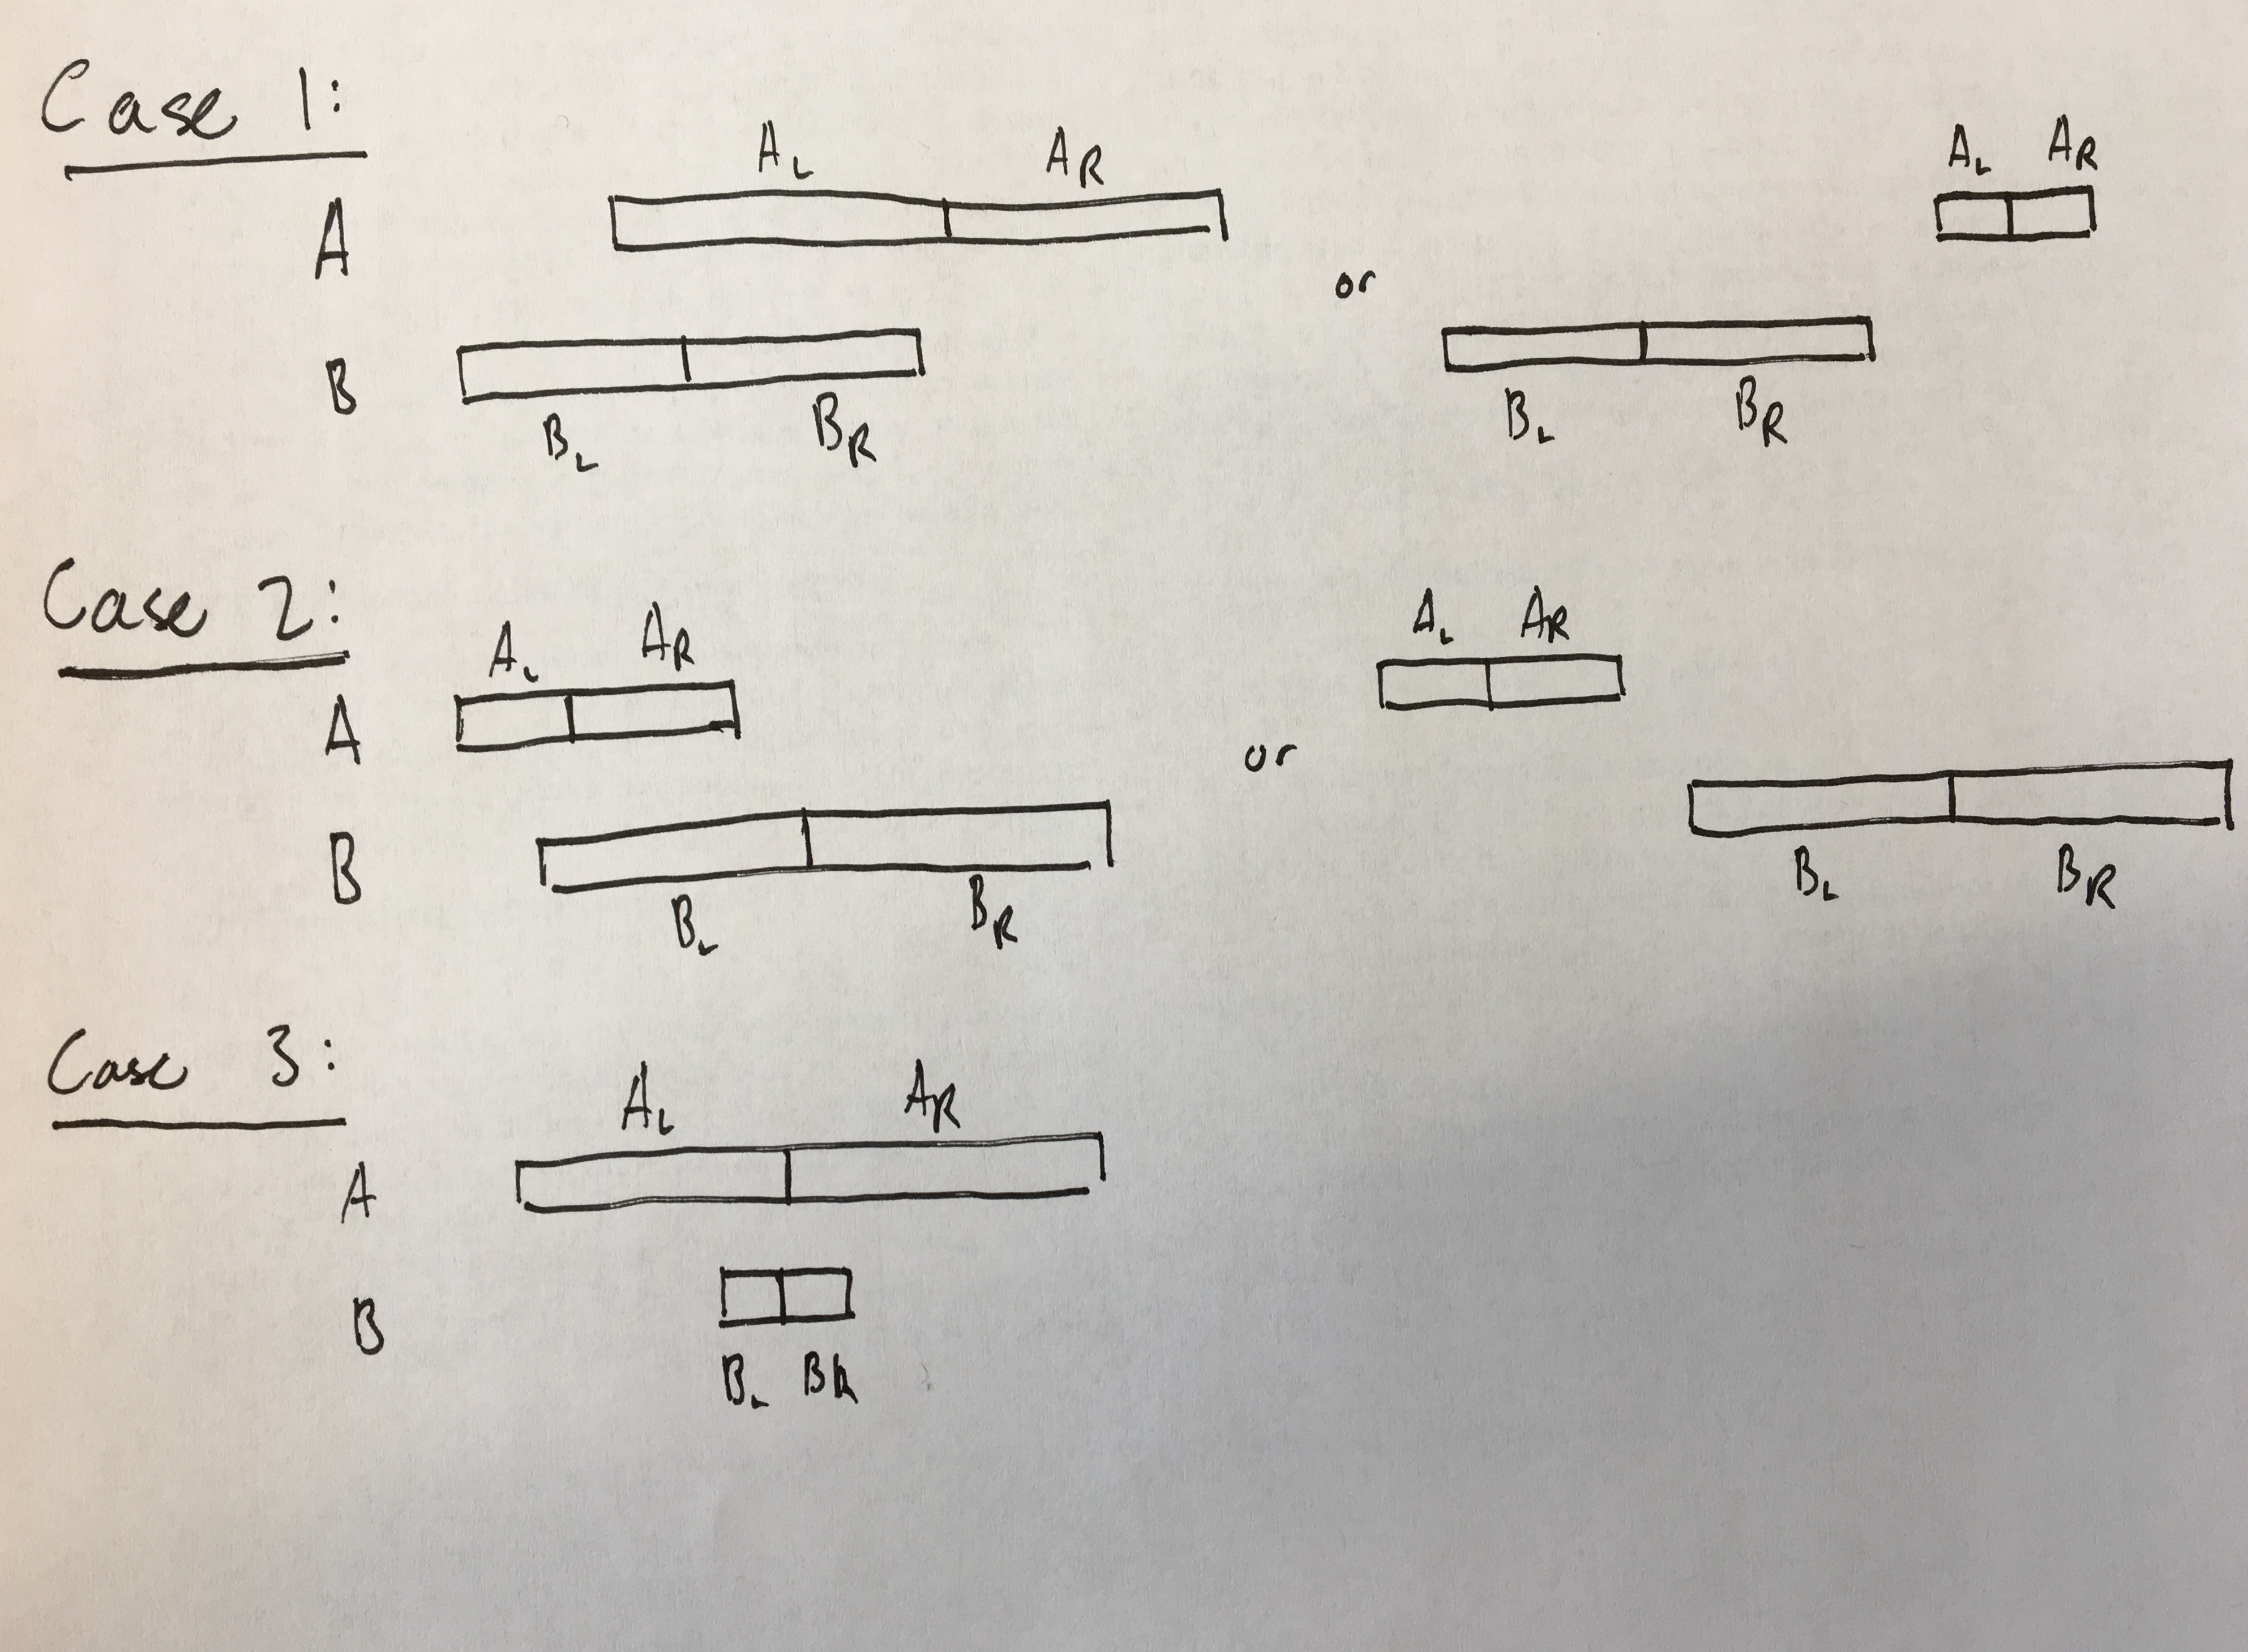 Case 1:
A_L A_R A_L A_R
A
or
B
B_L B_R B_L B_R
Case 2:
A_L A_R A_L A_R
A
or
B
B_L B_R B_L B_R
Case 3:
A_L A_R
A
B
B_L B_R